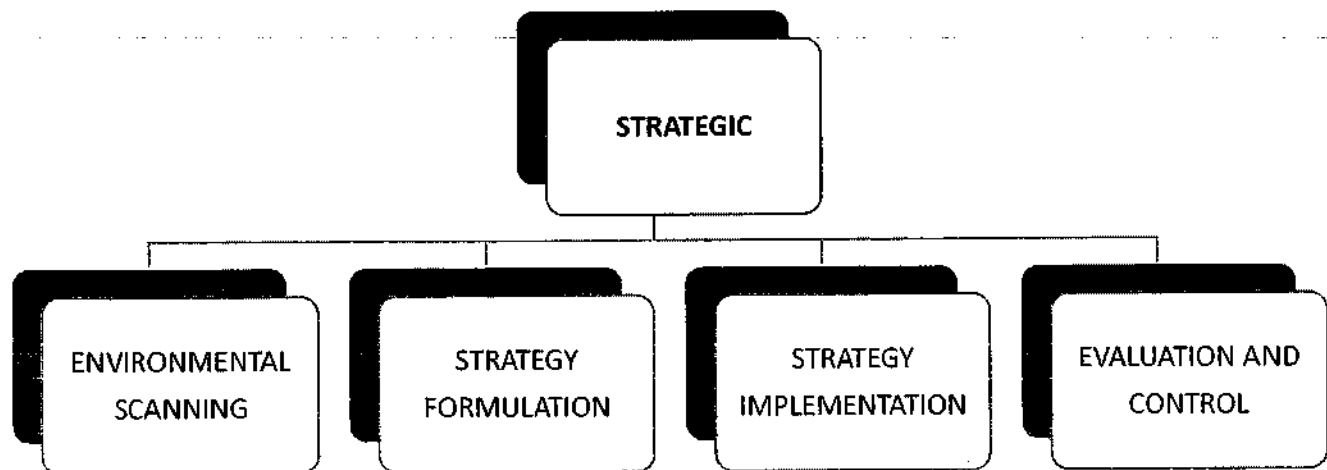 STRATEGIC
ENVIRONMENTAL
SCANNING
STRATEGY
FORMULATION
STRATEGY
IMPLEMENTATION
EVALUATION AND
CONTROL